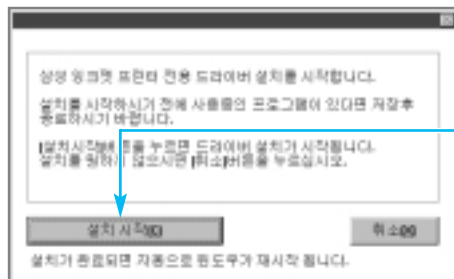 삼성 잉크젯 프린터 전용 드라이버 설치를 시작합니다.
설치를 시작하시기 전에 사용중인 프로그램이 있다면 저장후
종료하시기 바랍니다.
[설치시작]버튼을 누르면 드라이버 설치가 시작됩니다.
설치를 원하지 않으시면 [취소]버튼을 누르십시오.
설치 시작
취소
설치가 완료되면 자동으로 윈도우가 재시작 됩니다.